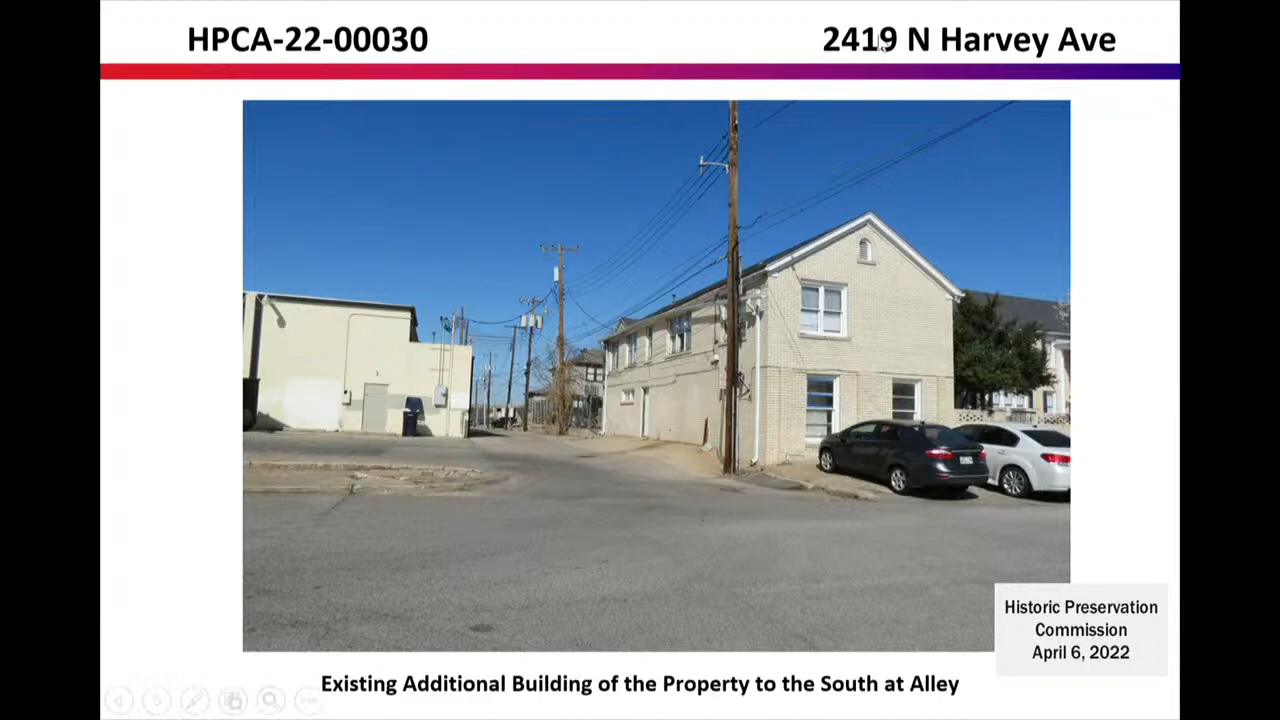 HPCA-22-00030
2419 N Harvey Ave
Historic Preservation
Commission
April 6, 2022
Existing Additional Building of the Property to the South at Alley